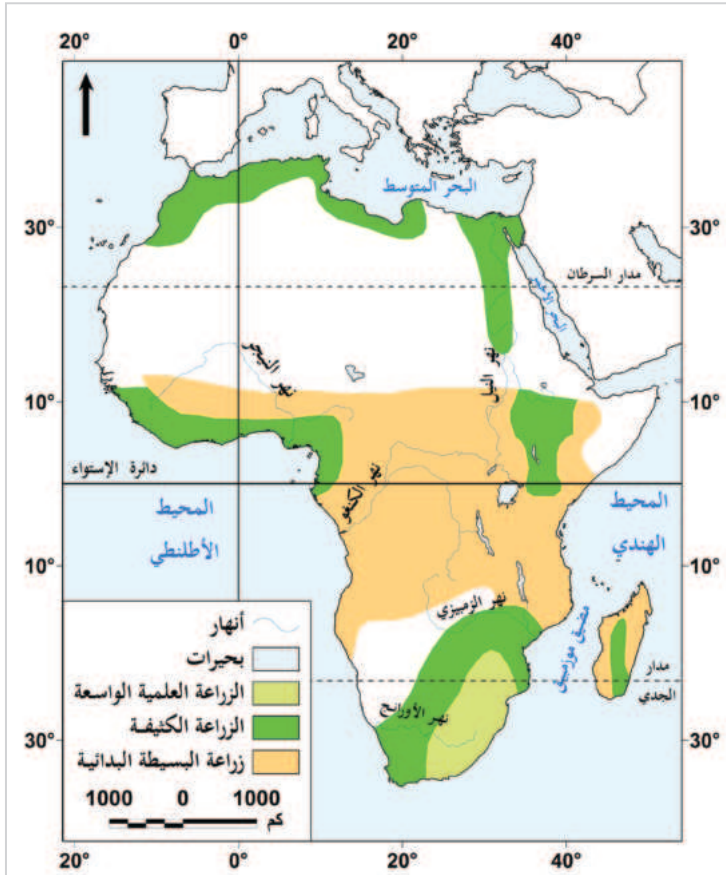 20° 0° 20° 40°
البحر المتوسط
30° 30°
مدار السرطان
البحر الأحمر
نهر النيجر
نهر النيل
10° 10°
دائرة الإستواء
نهر الكنغو
المحيط
الأطلنطي
المحيط
الهندي
10° 10°
نهر الزمبيزي
مضيق موزمبيق
مدار
الجدي
نهر الأورانج
30° 30°
أنهار
بحيرات
الزراعة العلمية الواسعة
الزراعة الكثيفة
زراعة البسيطة البدائية
1000 0 1000
كم
20° 0° 20° 40°